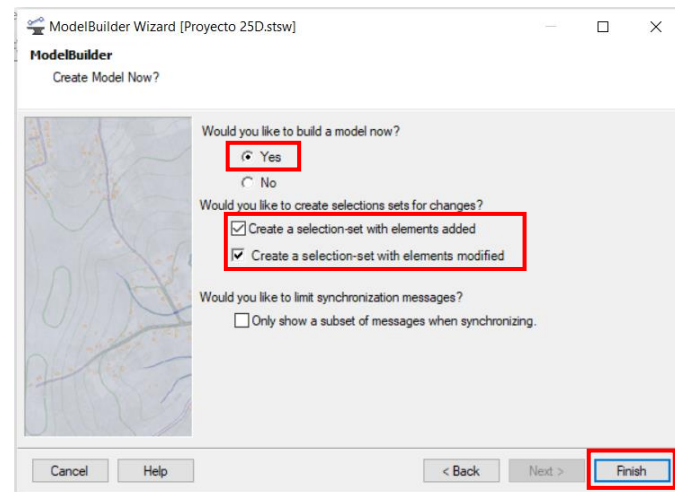 ModelBuilder Wizard [Proyecto 25D.stsw]
ModelBuilder
Create Model Now?
Would you like to build a model now?
Yes
No
Would you like to create selections sets for changes?
Create a selection-set with elements added
Create a selection-set with elements modified
Would you like to limit synchronization messages?
Only show a subset of messages when synchronizing.
Cancel Help < Back Next > Finish